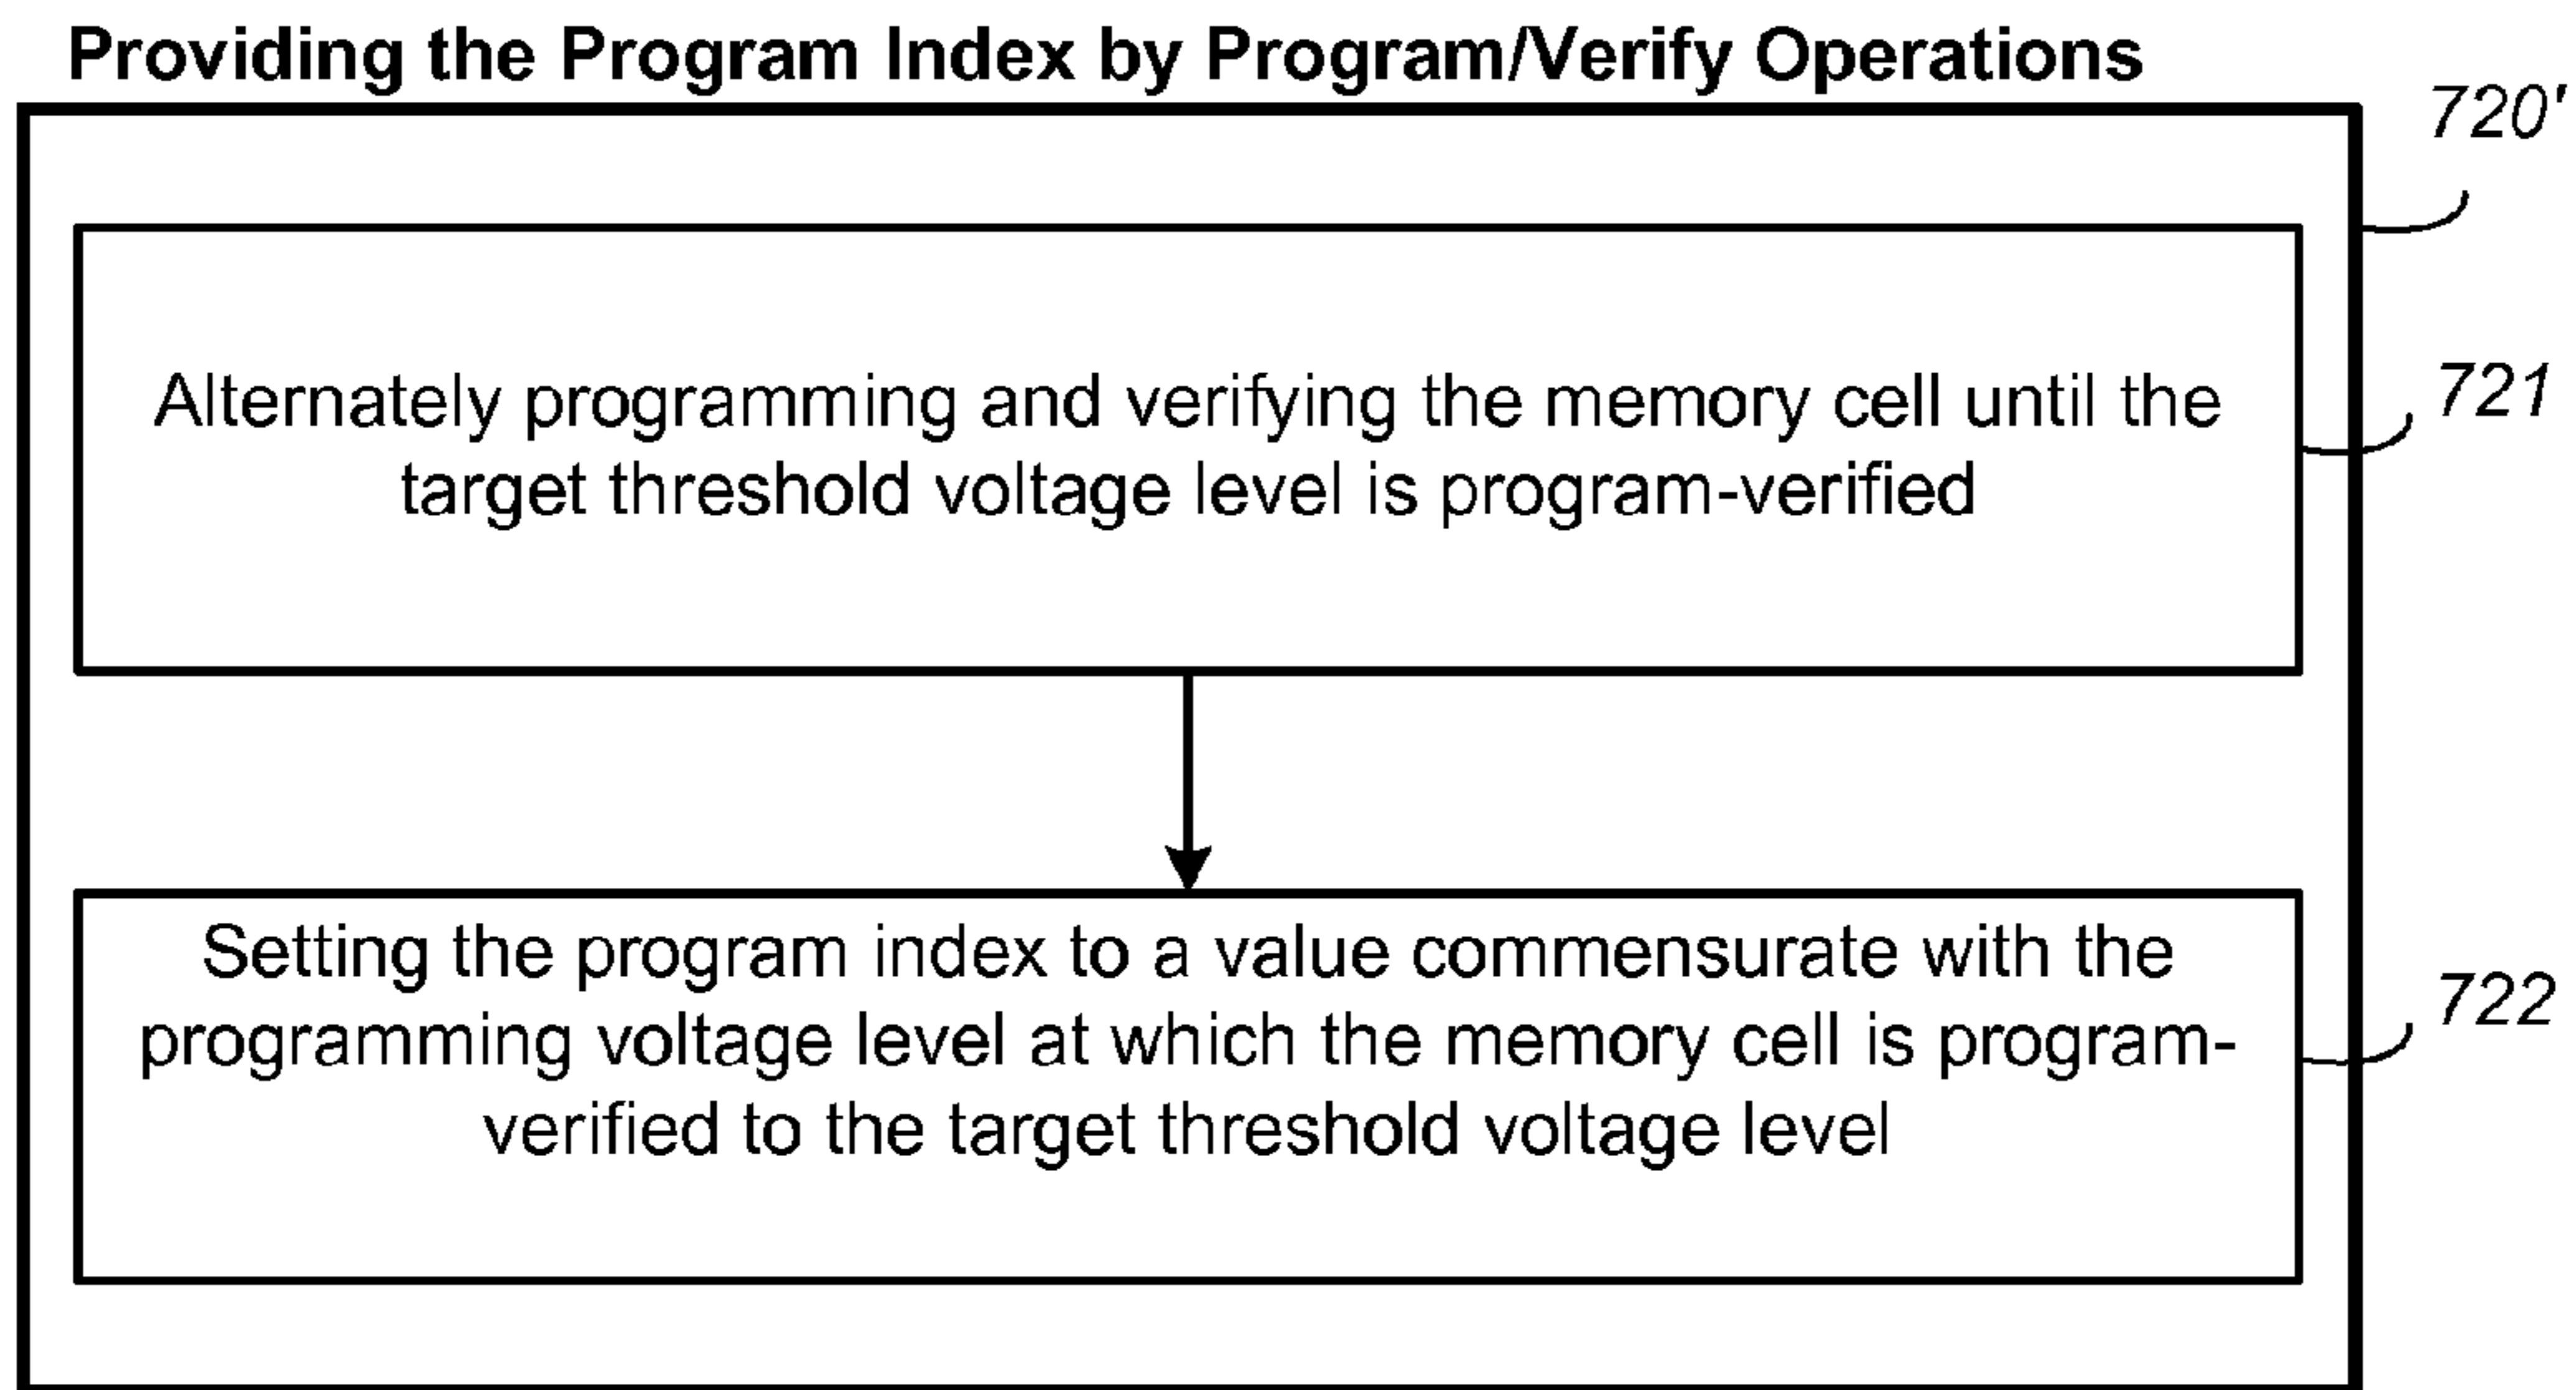 Providing the Program Index by Program/Verify Operations
720'
Alternately programming and verifying the memory cell until the
target threshold voltage level is program-verified
721
Setting the program index to a value commensurate with the
programming voltage level at which the memory cell is program-
verified to the target threshold voltage level
722